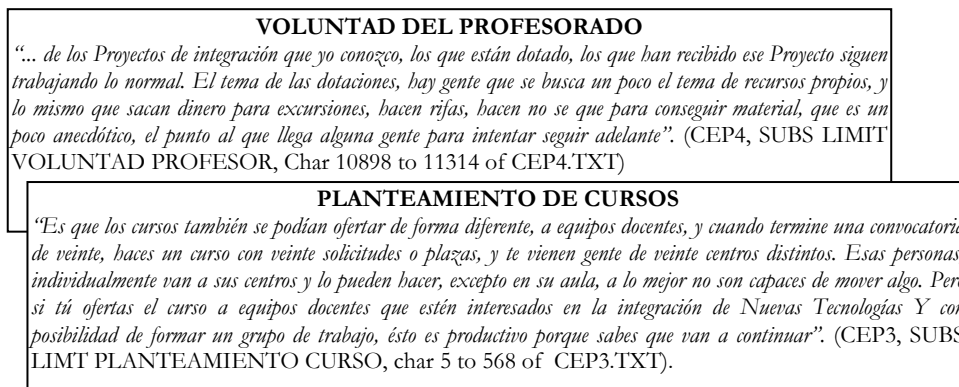 VOLUNTAD DEL PROFESORADO
“... de los Proyectos de integración que yo conozco, los que están dotado, los que han recibido ese Proyecto siguen
trabajando lo normal. El tema de las dotaciones, hay gente que se busca un poco el tema de recursos propios, y
lo mismo que sacan dinero para excursiones, hacen rifas, hacen no se que para conseguir material, que es un
poco anecdótico, el punto al que llega alguna gente para intentar seguir adelante”. (CEP4, SUBS LIMIT
VOLUNTAD PROFESOR, Char 10898 to 11314 of CEP4.TXT)
PLANTEAMIENTO DE CURSOS
“Es que los cursos también se podían ofertar de forma diferente, a equipos docentes, y cuando termine una convocatoria
de veinte, haces un curso con veinte solicitudes o plazas, y te vienen gente de veinte centros distintos. Esas personas
individualmente van a sus centros y lo pueden hacer, excepto en su aula, a lo mejor no son capaces de mover algo. Pero
si tú ofertas el curso a equipos docentes que estén interesados en la integración de Nuevas Tecnologías Y con
posibilidad de formar un grupo de trabajo, ésto es productivo porque sabes que van a continuar”. (CEP3, SUBS
LIMT PLANTEAMIENTO CURSO, char 5 to 568 of CEP3.TXT).